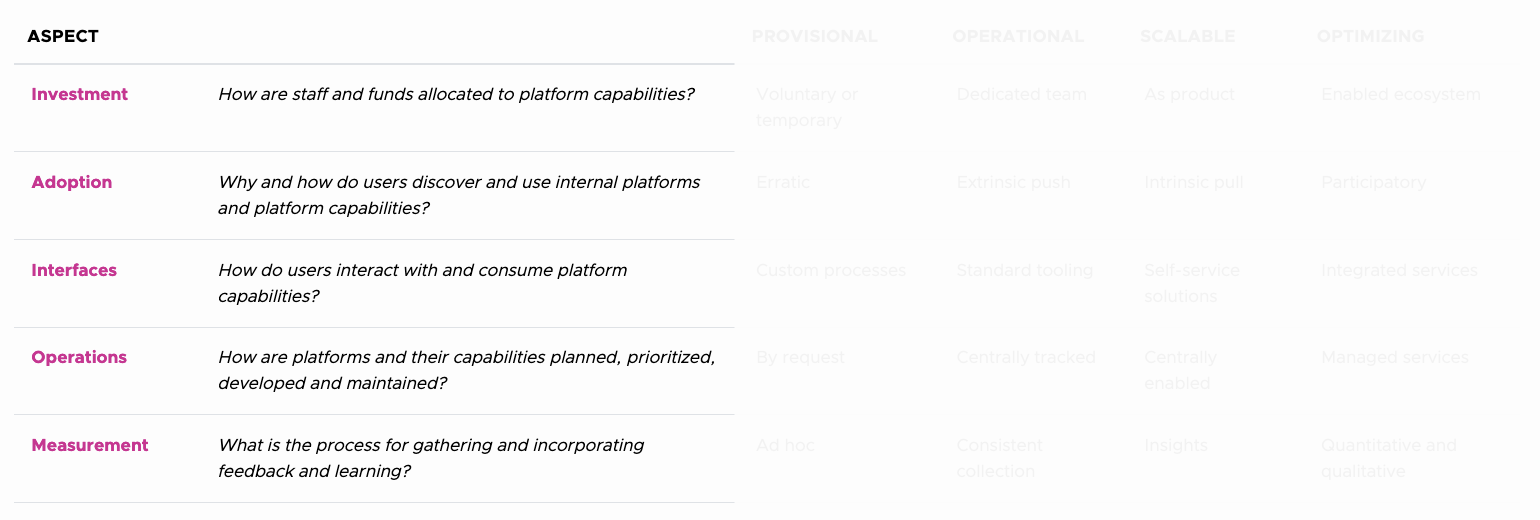 ASPECT PROVISIONAL OPERATIONAL SCALABLE OPTIMIZING
Investment How are staff and funds allocated to platform capabilities? Voluntary or Dedicated team As product Enabled ecosystem
temporary
Adoption Why and how do users discover and use internal platforms Erratic Extrinsic push Intrinsic pull Participatory
and platform capabilities?
Interfaces How do users interact with and consume platform Custom processes Standard tooling Self-service Integrated services
capabilities? solutions
Operations How are platforms and their capabilities planned, prioritized, By request Centrally tracked Centrally Managed services
developed and maintained? enabled
Measurement What is the process for gathering and incorporating Ad hoc Consistent Insights Quantitative and
feedback and learning? collection qualitative